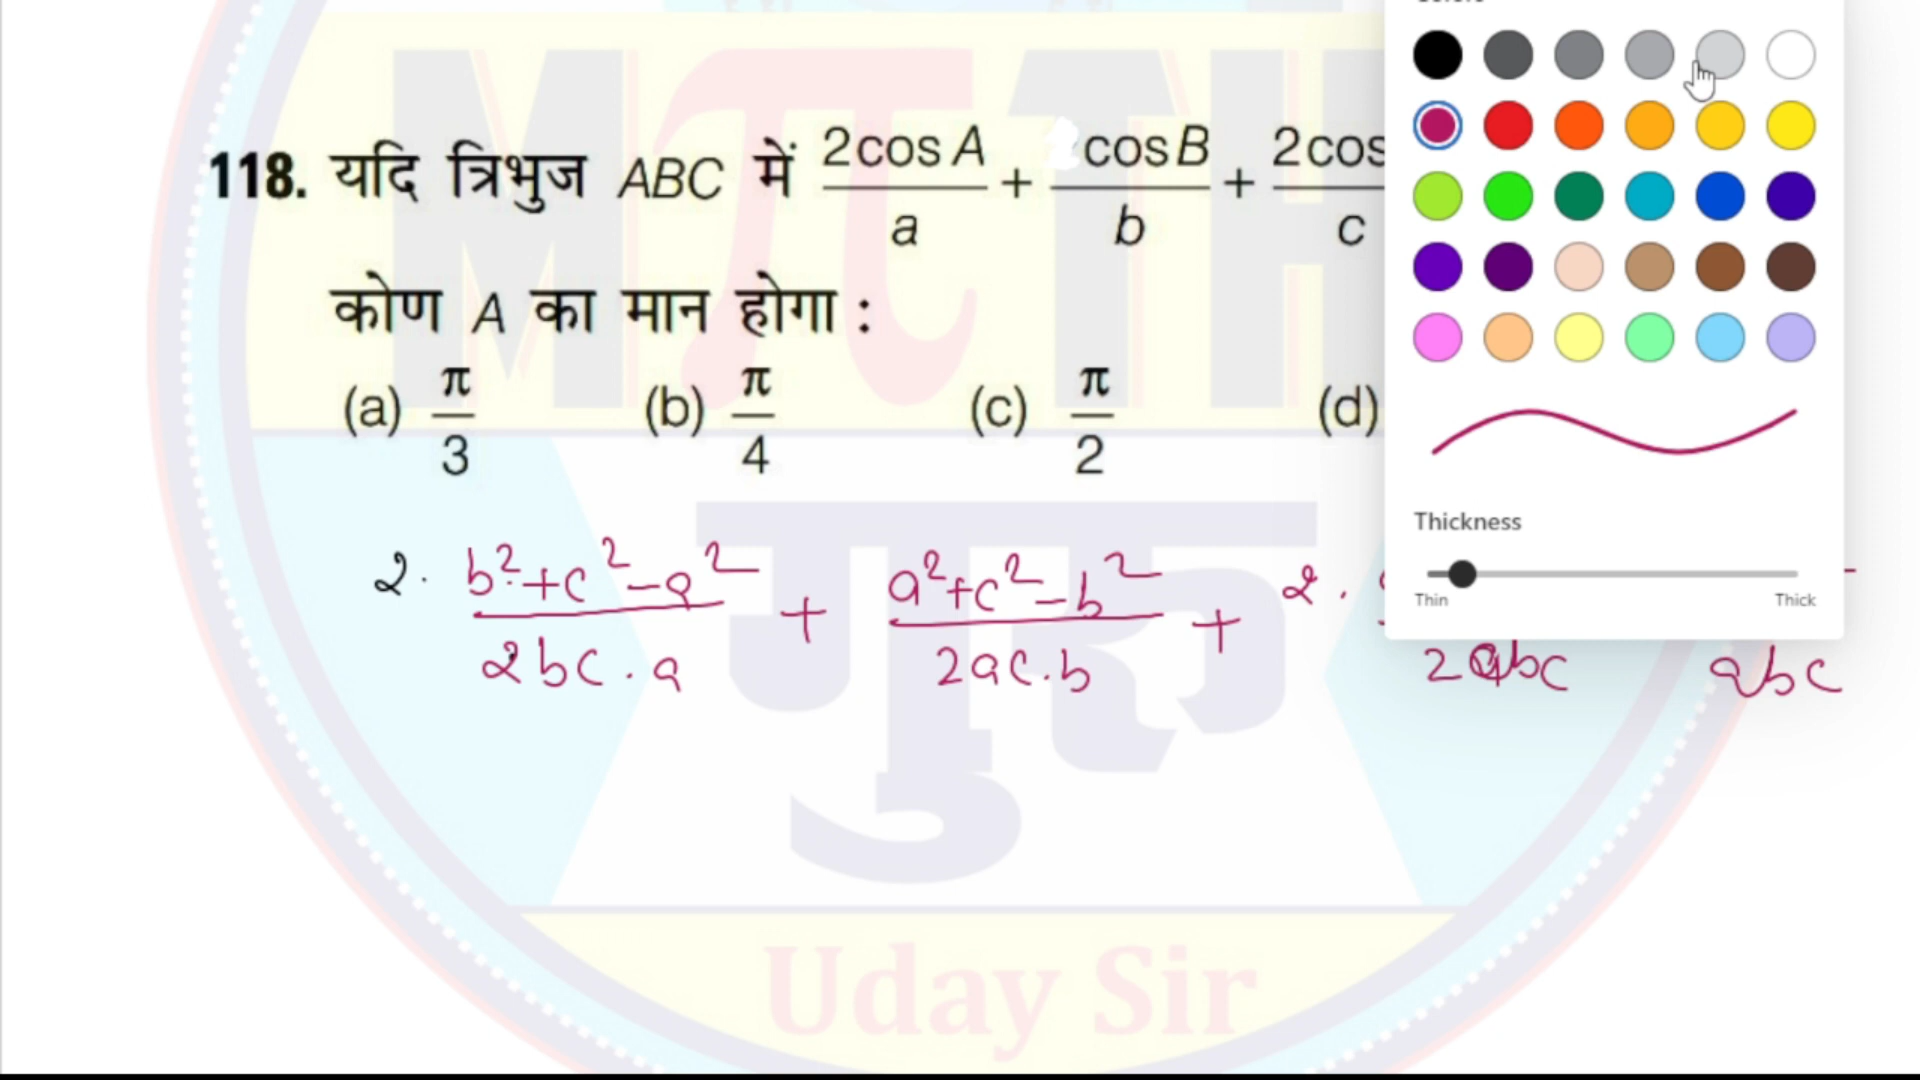 118. यदि त्रिभुज ABC में 2cos A/a + cos B/b + 2cos/c
कोण A का मान होगा :
(a) π/3 (b) π/4 (c) π/2 (d)
2. b²+c²-a²/2bc.a + a²+c²-b²/2ac.b + 2. /2abc abc
Thickness
Thin Thick
MπTH
गुरु
Uday Sir